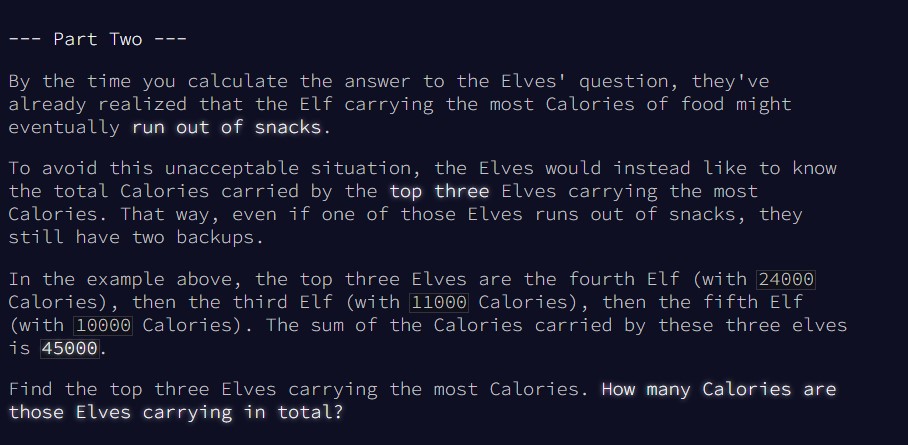 --- Part Two ---
By the time you calculate the answer to the Elves' question, they've
already realized that the Elf carrying the most Calories of food might
eventually run out of snacks.
To avoid this unacceptable situation, the Elves would instead like to know
the total Calories carried by the top three Elves carrying the most
Calories. That way, even if one of those Elves runs out of snacks, they
still have two backups.
In the example above, the top three Elves are the fourth Elf (with 24000
Calories), then the third Elf (with 11000 Calories), then the fifth Elf
(with 10000 Calories). The sum of the Calories carried by these three elves
is 45000.
Find the top three Elves carrying the most Calories. How many Calories are
those Elves carrying in total?